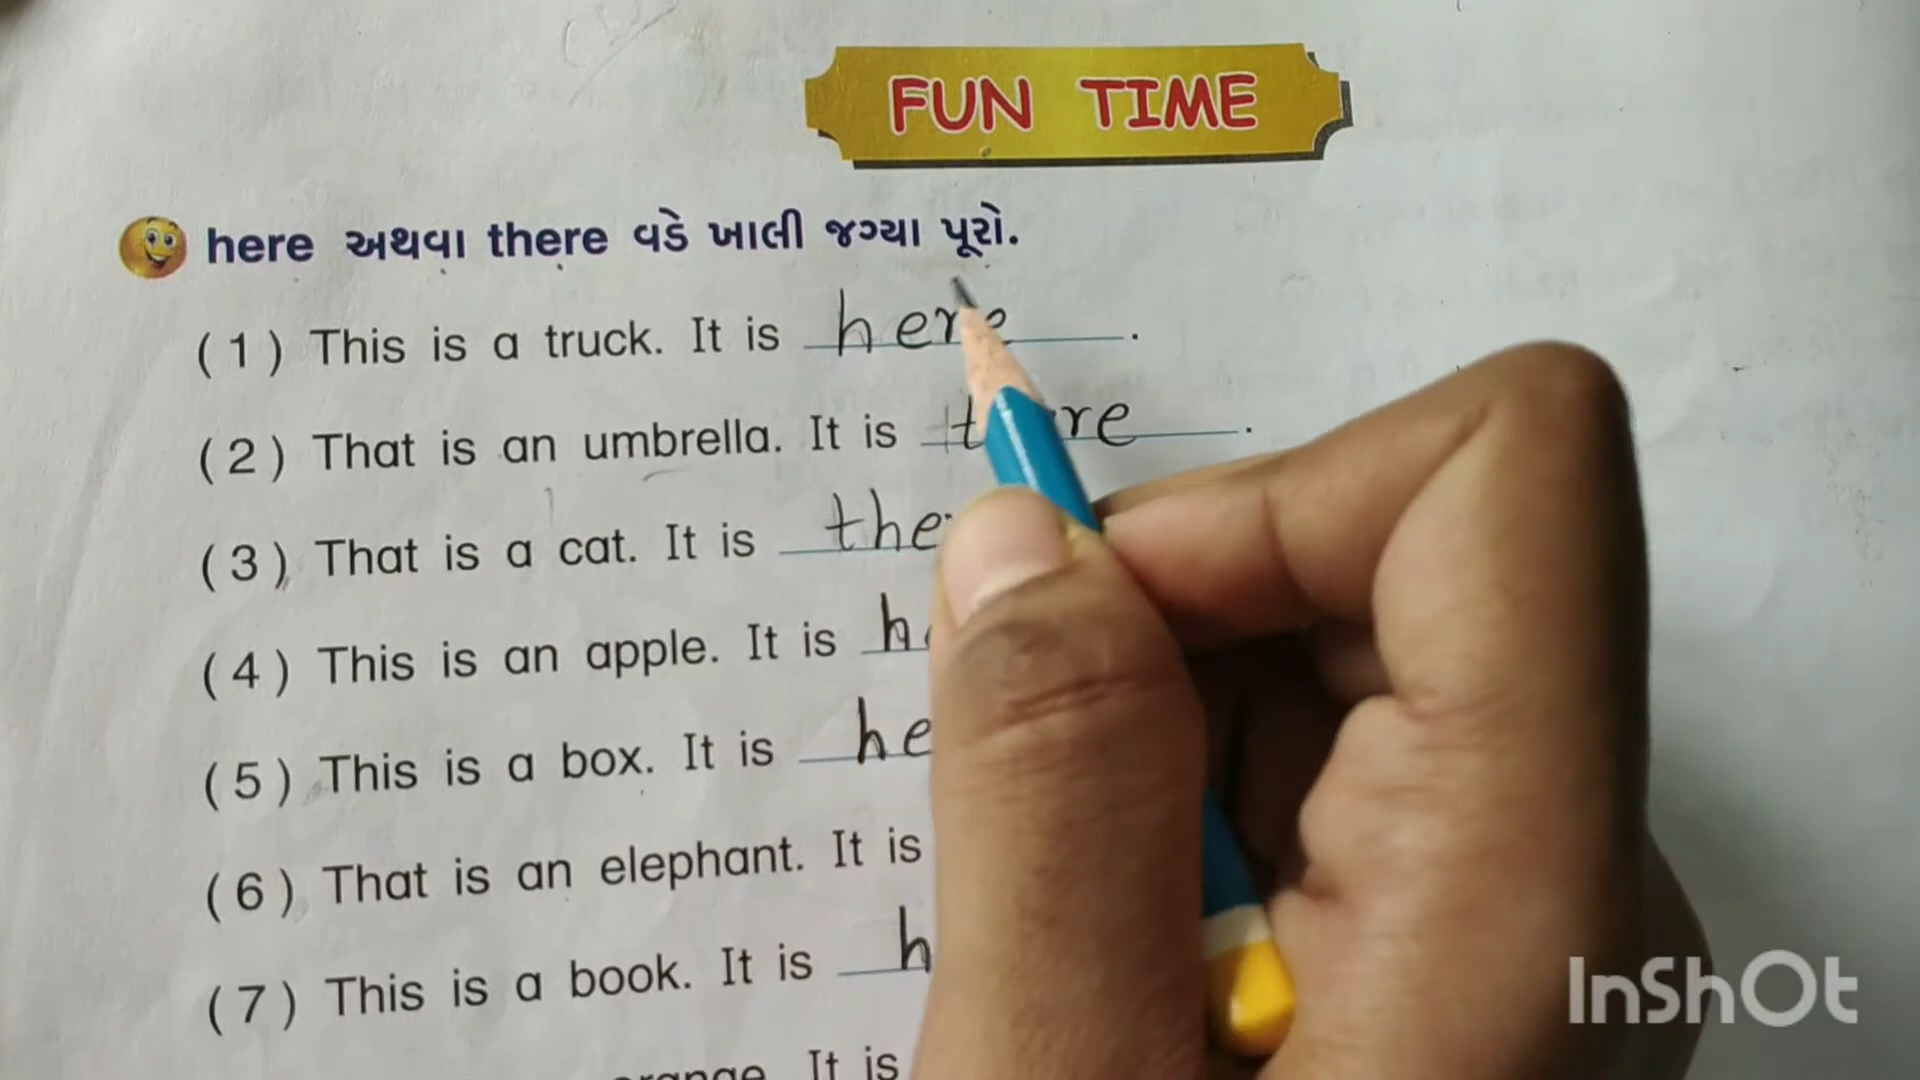 FUN TIME
here અથવા there વડે ખાલી જગ્યા પૂરો.
(1) This is a truck. It is here.
(2) That is an umbrella. It is there.
(3) That is a cat. It is
(4) This is an apple. It is
(5) This is a box. It is
(6) That is an elephant. It is
(7) This is a book. It is
orange. It is
InShOt